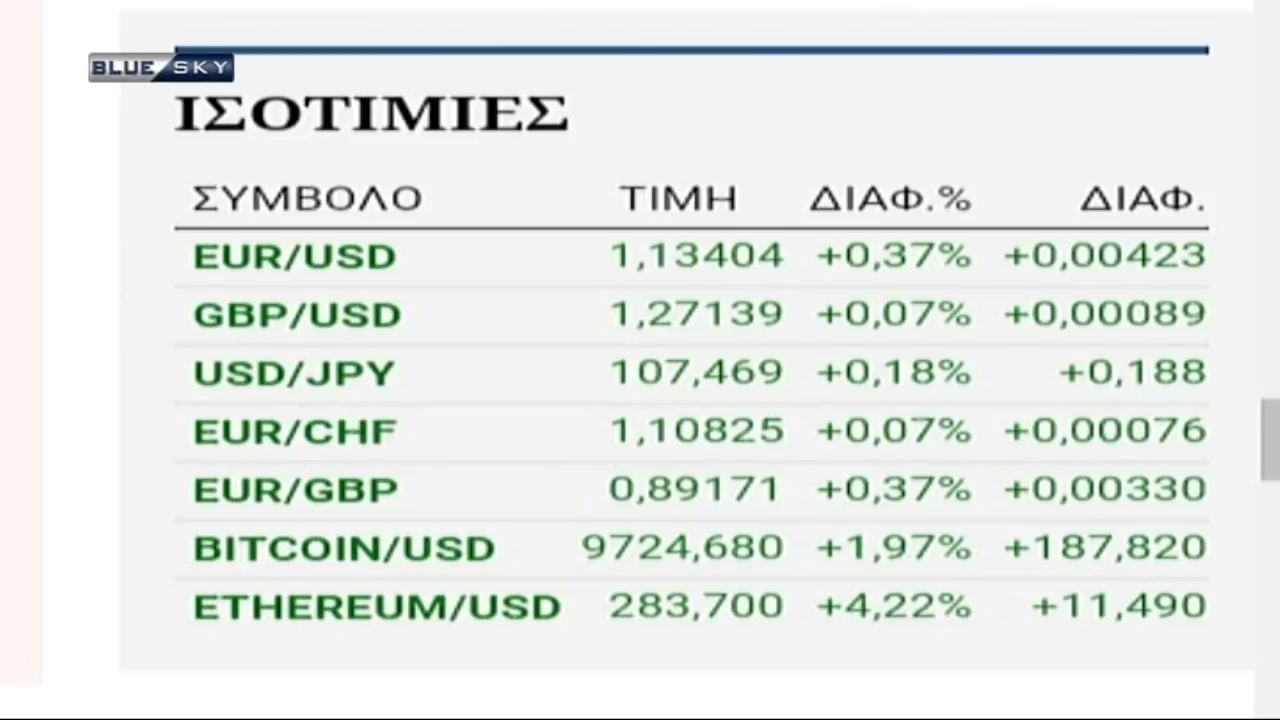 BLUE SKY
ΙΣΟΤΙΜΙΕΣ
ΣΥΜΒΟΛΟ ΤΙΜΗ ΔΙΑΦ.% ΔΙΑΦ.
EUR/USD 1,13404 +0,37% +0,00423
GBP/USD 1,27139 +0,07% +0,00089
USD/JPY 107,469 +0,18% +0,188
EUR/CHF 1,10825 +0,07% +0,00076
EUR/GBP 0,89171 +0,37% +0,00330
BITCOIN/USD 9724,680 +1,97% +187,820
ETHEREUM/USD 283,700 +4,22% +11,490